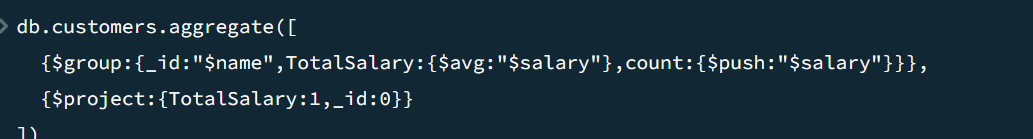 db.customers.aggregate([
{$group:{_id:"$name",TotalSalary:{$avg:"$salary"},count:{$push:"$salary"}}},
{$project:{TotalSalary:1,_id:0}}
])